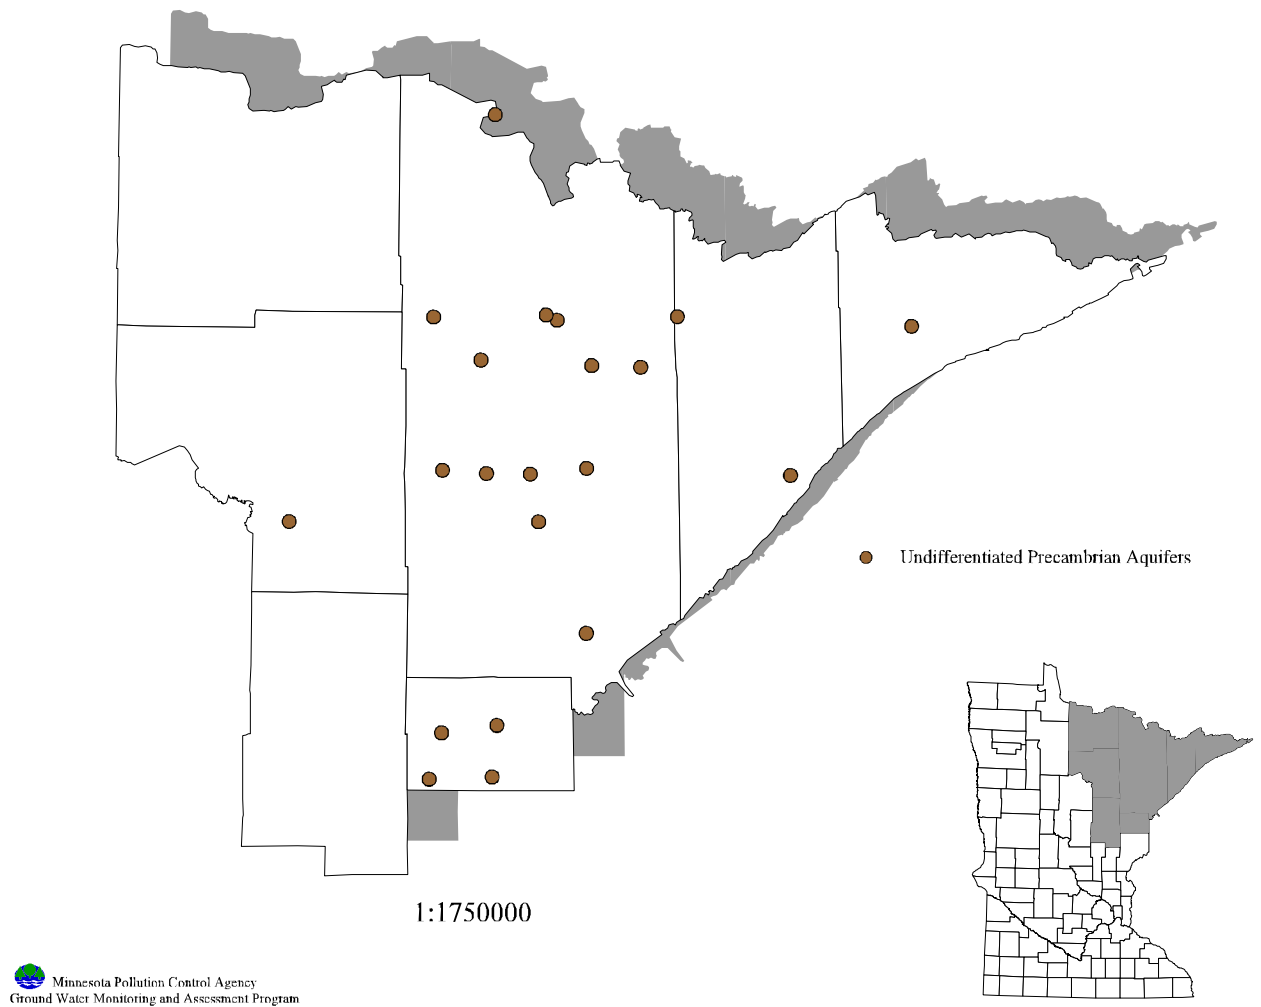 Undifferentiated Precambrian Aquifers
1:1750000
Minnesota Pollution Control Agency
Ground Water Monitoring and Assessment Program